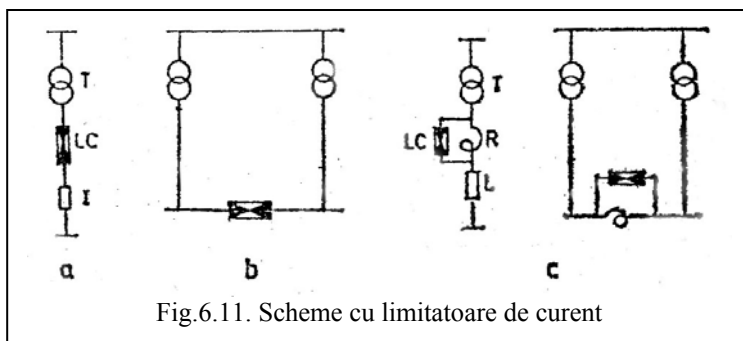 T
LC
I
a
b
T
LC
R
L
c
Fig.6.11. Scheme cu limitatoare de curent